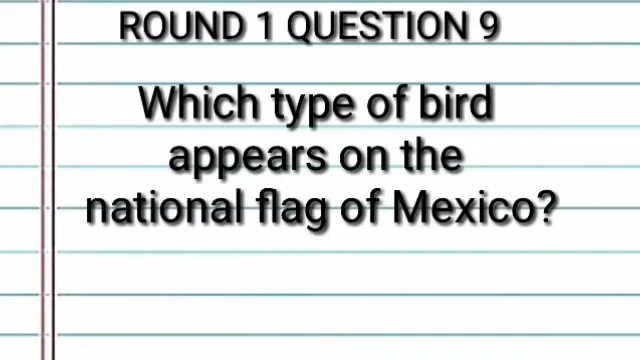 ROUND 1 QUESTION 9
Which type of bird
appears on the
national flag of Mexico?